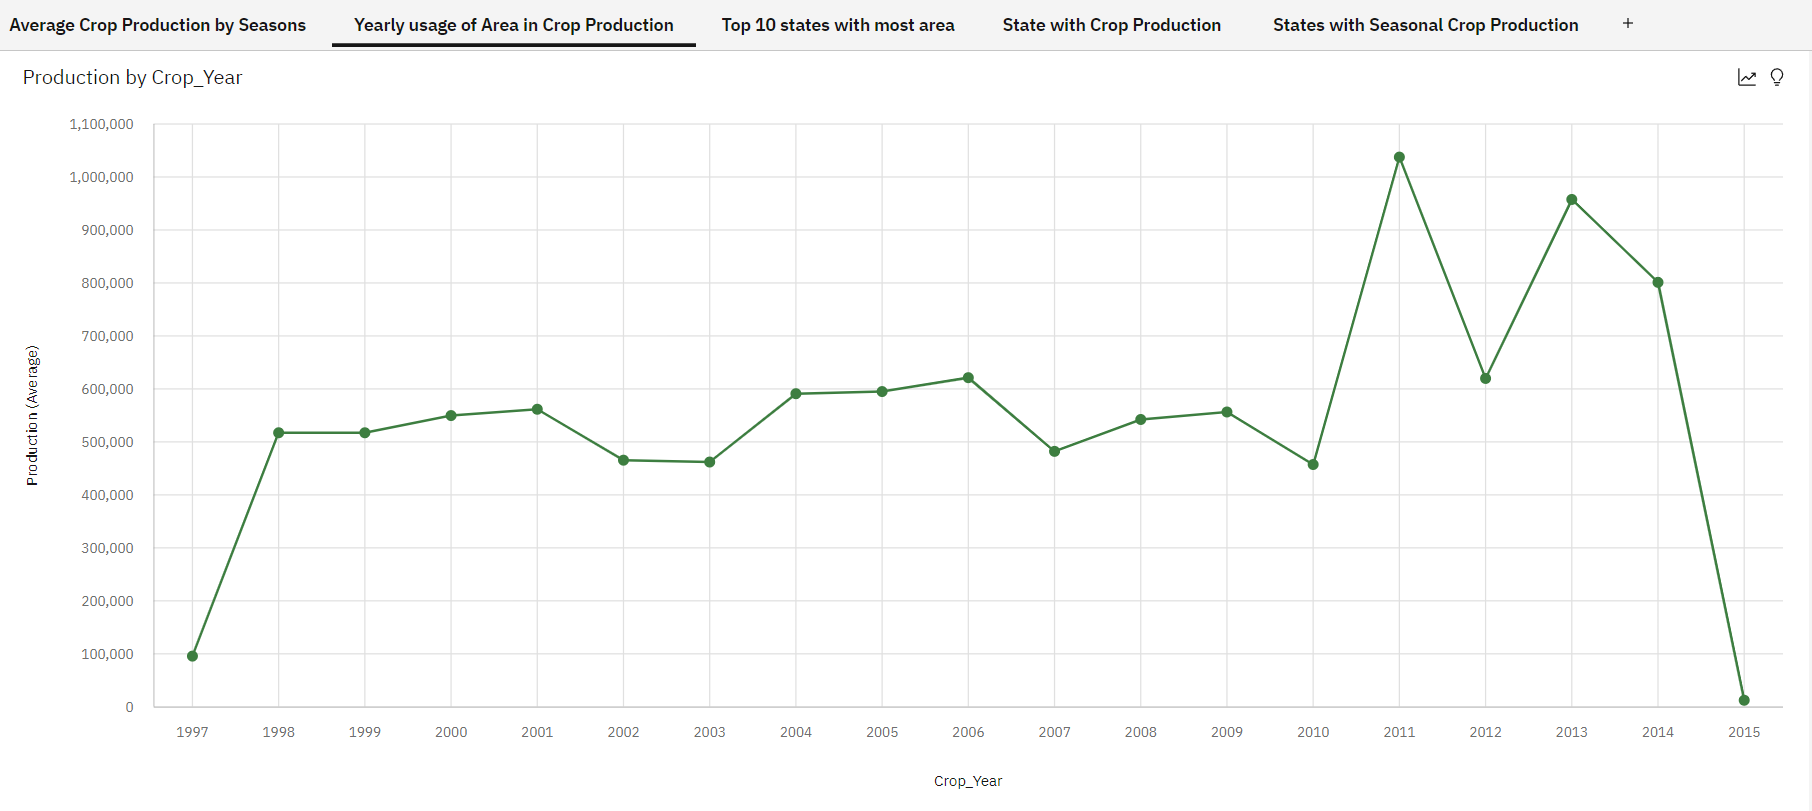 Average Crop Production by Seasons Yearly usage of Area in Crop Production Top 10 states with most area State with Crop Production States with Seasonal Crop Production +
Production by Crop_Year
1,100,000
1,000,000
900,000
800,000
700,000
600,000
500,000
400,000
300,000
200,000
100,000
0
Production (Average)
1997 1998 1999 2000 2001 2002 2003 2004 2005 2006 2007 2008 2009 2010 2011 2012 2013 2014 2015
Crop_Year